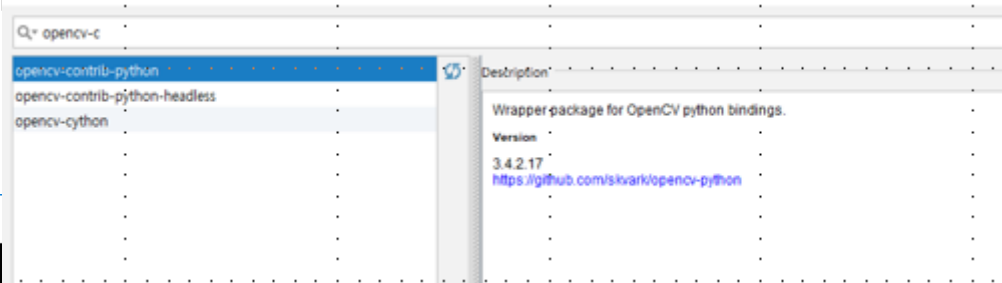 opencv-c
opencv-contrib-python
opencv-contrib-python-headless
opencv-cython
Description
Wrapper package for OpenCV python bindings.
Version
3.4.2.17
https://github.com/skvark/opencv-python